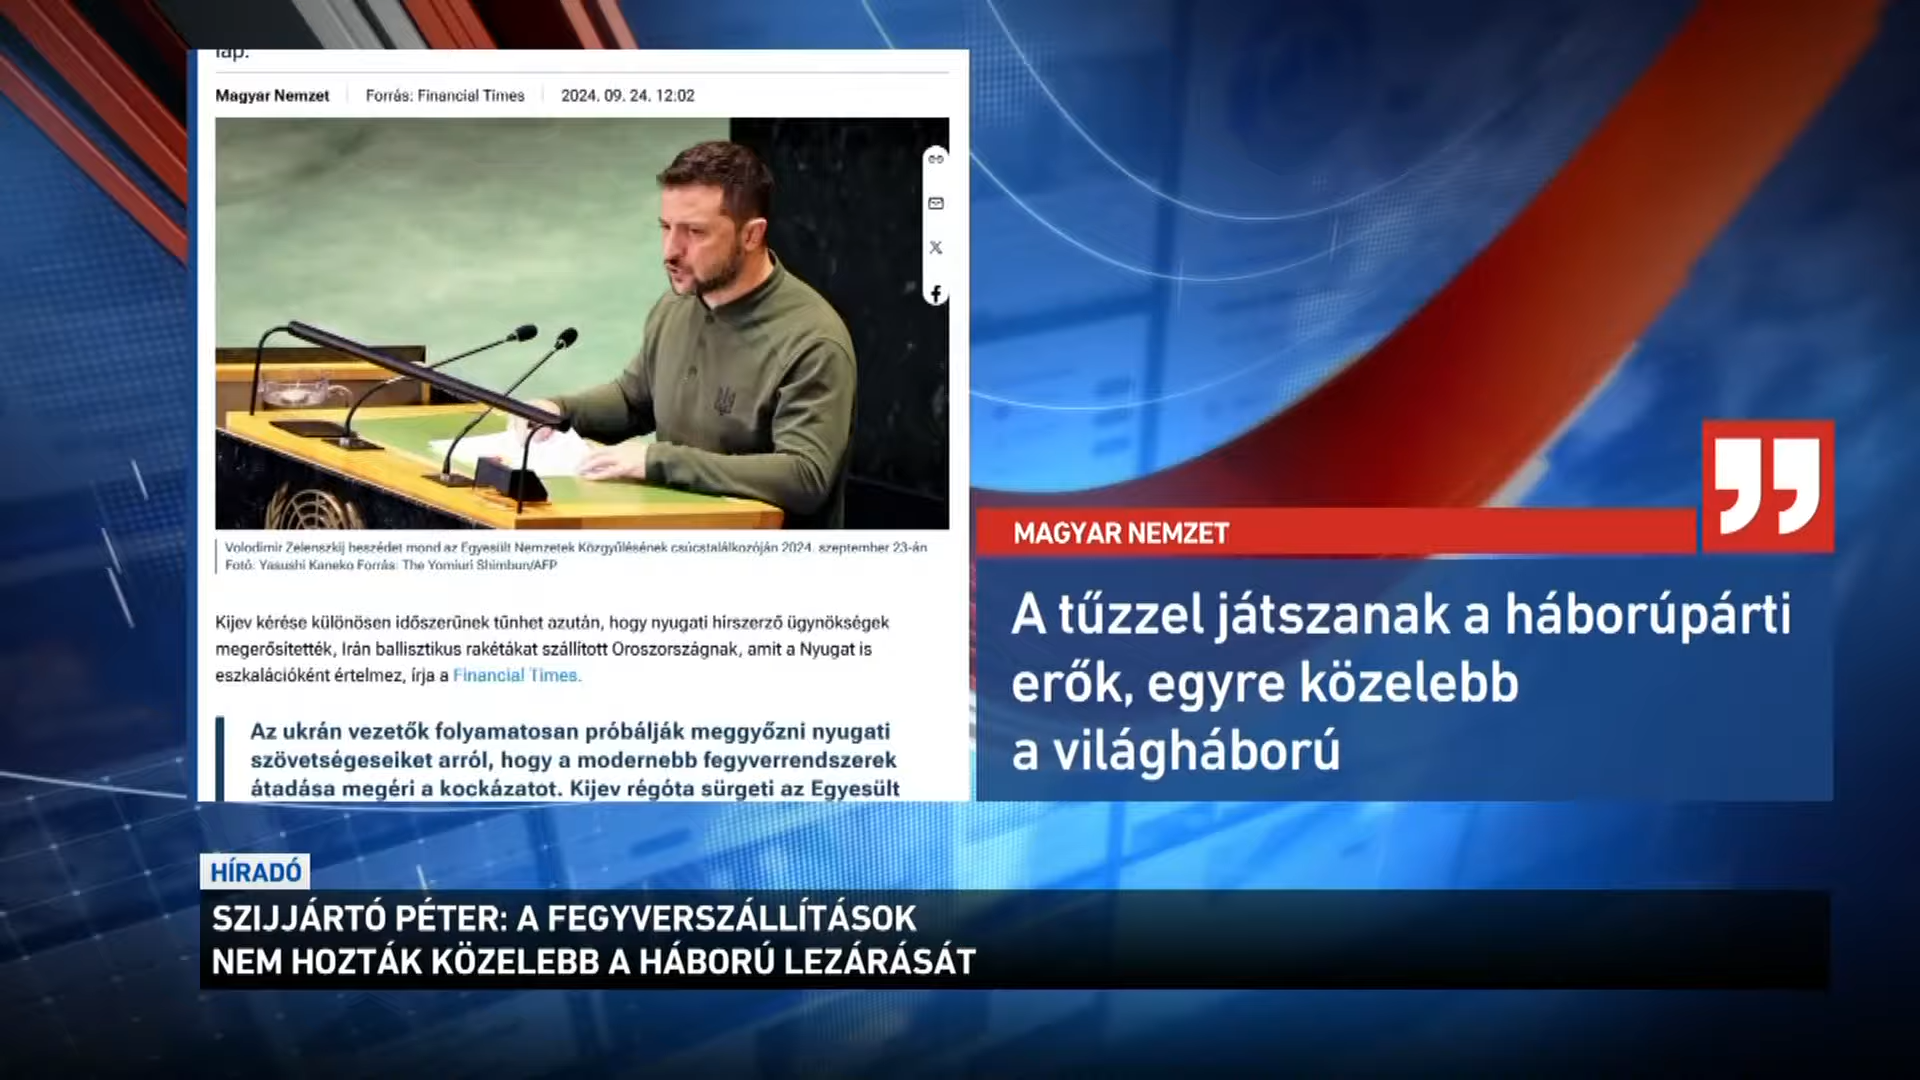 lap.
Magyar Nemzet
Forrás: Financial Times
2024. 09. 24. 12:02
Volodimir Zelenszkij beszédet mond az Egyesült Nemzetek Közgyűlésének csúcstalálkozóján 2024. szeptember 23-án
Fotó: Yasushi Kaneko Forrás: The Yomiuri Shimbun/AFP
Kijev kérése különösen időszerűnek tűnhet azután, hogy nyugati hírszerző ügynökségek
megerősítették, Irán ballisztikus rakétákat szállított Oroszországnak, amit a Nyugat is
eszkalációként értelmez, írja a Financial Times.
Az ukrán vezetők folyamatosan próbálják meggyőzni nyugati
szövetségeseiket arról, hogy a modernebb fegyverrendszerek
átadása megéri a kockázatot. Kijev régóta sürgeti az Egyesült
MAGYAR NEMZET
A tűzzel játszanak a háborúpárti
erők, egyre közelebb
a világháború
HÍRADÓ
SZIJJÁRTÓ PÉTER: A FEGYVERSZÁLLÍTÁSOK
NEM HOZTÁK KÖZELEBB A HÁBORÚ LEZÁRÁSÁT